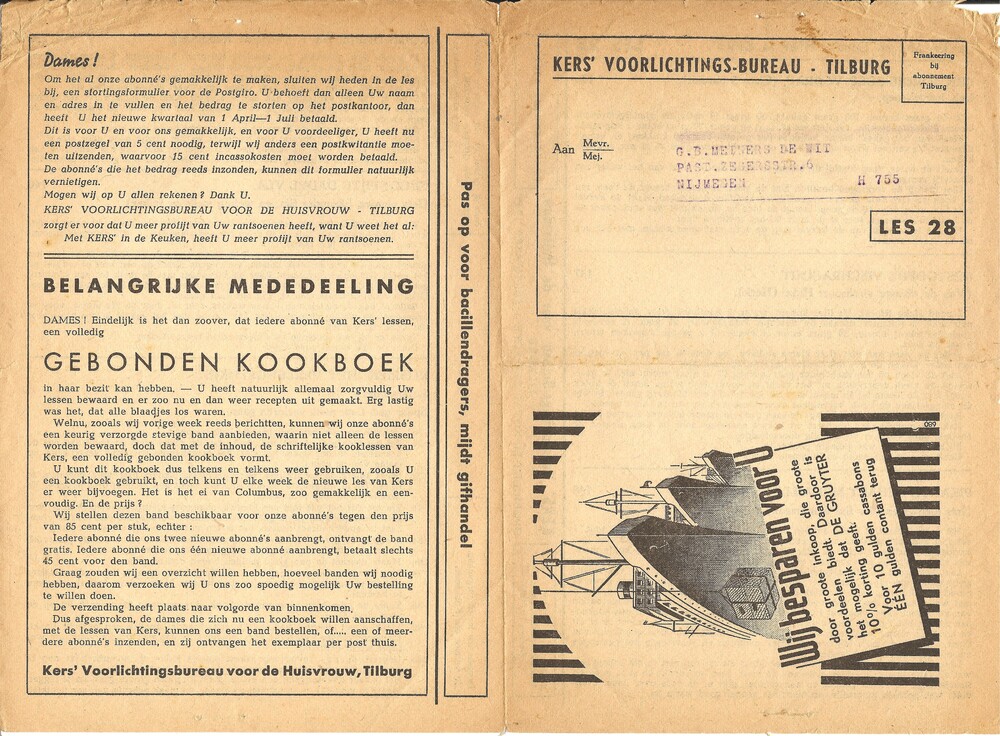 Dames!
Om het al onze abonné's gemakkelijk te maken, sluiten wij heden in de les
bij, een stortingsformulier voor de Postgiro. U behoeft dan alleen Uw naam
en adres in te vullen en het bedrag te storten op het postkantoor, dan
heeft U het nieuwe kwartaal van 1 April—1 Juli betaald.
Dit is voor U en voor ons gemakkelijk, en voor U voordeeliger, U heeft nu
een postzegel van 5 cent noodig, terwijl wij anders een postkwitantie moe-
ten uitzenden, waarvoor 15 cent incassokosten moet worden betaald.
De abonné's die het bedrag reeds inzonden, kunnen dit formulier natuurlijk
vernietigen.
Mogen wij op U allen rekenen? Dank U.
KERS' VOORLICHTINGSBUREAU VOOR DE HUISVROUW - TILBURG
zorgt er voor dat U meer profijt van Uw rantsoenen heeft, want U weet het al:
Met KERS' in de Keuken, heeft U meer profijt van Uw rantsoenen.
BELANGRIJKE MEDEDEELING
DAMES! Eindelijk is het dan zoover, dat iedere abonné van Kers' lessen,
een volledig
GEBONDEN KOOKBOEK
in haar bezit kan hebben. — U heeft natuurlijk allemaal zorgvuldig Uw
lessen bewaard en er zoo nu en dan weer recepten uit gemaakt. Erg lastig
was het, dat alle blaadjes los waren.
Welnu, zooals wij vorige week reeds berichtten, kunnen wij onze abonné's
een keurig verzorgde stevige band aanbieden, waarin niet alleen de lessen
worden bewaard, doch dat met de inhoud, de schriftelijke kooklessen van
Kers, een volledig gebonden kookboek vormt.
U kunt dit kookboek dus telkens en telkens weer gebruiken, zooals U
een kookboek gebruikt, en toch kunt U elke week de nieuwe les van Kers
er weer bijvoegen. Het is het ei van Columbus, zoo gemakkelijk en een-
voudig. En de prijs?
Wij stellen dezen band beschikbaar voor onze abonné's tegen den prijs
van 85 cent per stuk, echter :
Iedere abonné die ons twee nieuwe abonné's aanbrengt, ontvangt de band
gratis. Iedere abonné die ons één nieuwe abonné aanbrengt, betaalt slechts
45 cent voor den band.
Graag zouden wij een overzicht willen hebben, hoeveel banden wij noodig
hebben, daarom verzoeken wij U ons zoo spoedig mogelijk Uw bestelling
te willen doen.
De verzending heeft plaats naar volgorde van binnenkomen.
Dus afgesproken, de dames die zich nu een kookboek willen aanschaffen,
met de lessen van Kers, kunnen ons een band bestellen, of..... een of meer-
dere abonné's inzenden, en zij ontvangen het exemplaar per post thuis.
Kers' Voorlichtingsbureau voor de Huisvrouw, Tilburg
Pas op voor bacillendragers, mijdt gifhandel
KERS' VOORLICHTINGS-BUREAU - TILBURG
Frankeering
bij
abonnement
Tilburg
Aan Mevr.
Mej.
G.B.MEIJNERS DE WIT
PAST.ZEGERSSTR.6
NIJMEGEN H 755
LES 28
089
Wij besparen voor U
door groote inkoop, die groote
voordeelen biedt. Daardoor is
het mogelijk dat DE GRUYTER
10% korting geeft.
Voor 10 gulden cassabons
ÉÉN gulden contant terug